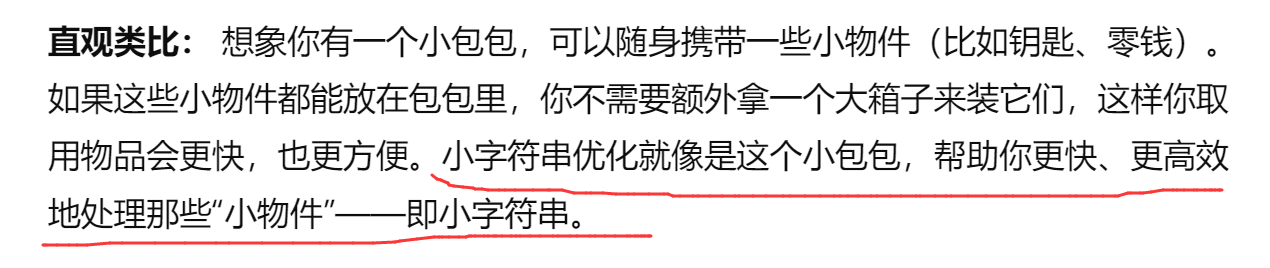 直观类比： 想象你有一个小包包，可以随身携带一些小物件（比如钥匙、零钱）。
如果这些小物件都能放在包包里，你不需要额外拿一个大箱子来装它们，这样你取
用物品会更快，也更方便。小字符串优化就像是这个小包包，帮助你更快、更高效
地处理那些“小物件”——即小字符串。